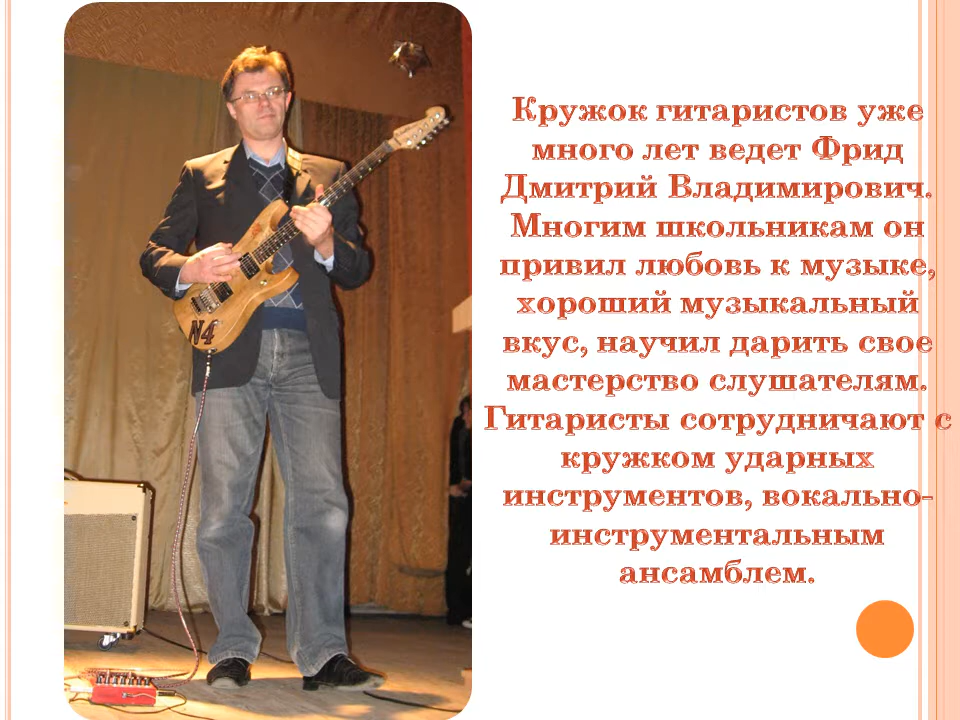 Кружок гитаристов уже
много лет ведет Фрид
Дмитрий Владимирович.
Многим школьникам он
привил любовь к музыке,
хороший музыкальный
вкус, научил дарить свое
мастерство слушателям.
Гитаристы сотрудничают с
кружком ударных
инструментов, вокально-
инструментальным
ансамблем.
N4